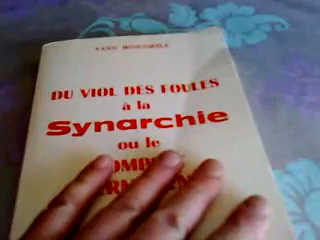 YANN MONCOMBLE
DU VIOL DES FOULES
à la
Synarchie
ou le